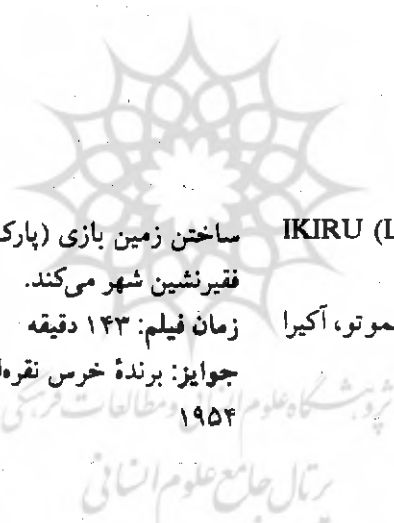 IKIRU (L
موتو، آکیرا
ساختن زمین بازی (پارک
فقیرنشین شهر می‌کند.
زمان فیلم: ۱۴۳ دقیقه
جوایز: برندهٔ خرس نقره‌
۱۹۵۴
پژوهشگاه علوم انسانی و مطالعات فرهنگی
پرتال جامع علوم انسانی